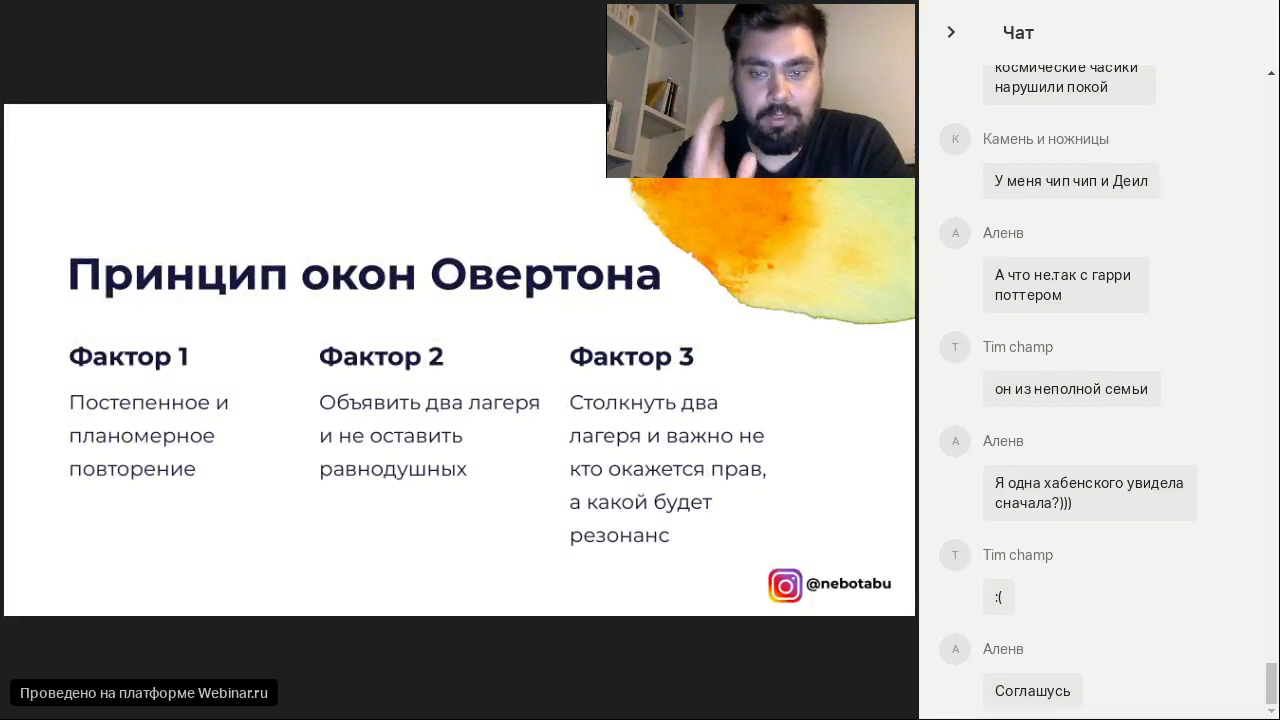 Принцип окон Овертона
Фактор 1
Постепенное и
планомерное
повторение
Фактор 2
Объявить два лагеря
и не оставить
равнодушных
Фактор 3
Столкнуть два
лагеря и важно не
кто окажется прав,
а какой будет
резонанс
@nebotabu
Проведено на платформе Webinar.ru
Чат
космические часики
нарушили покой
К
Камень и ножницы
У меня чип чип и Деил
А
Аленв
А что не.так с гарри
поттером
T
Tim champ
он из неполной семьи
А
Аленв
Я одна хабенского увидела
сначала?)))
T
Tim champ
:(
А
Аленв
Соглашусь